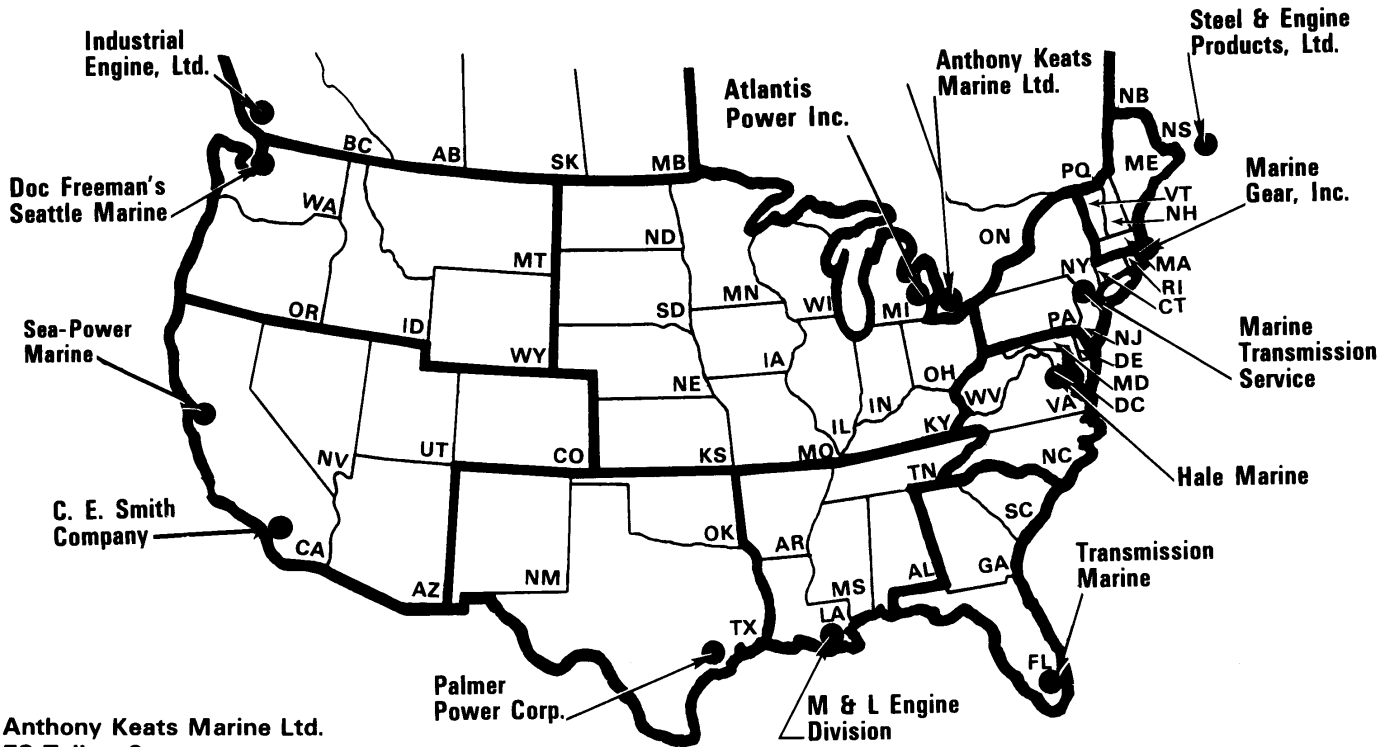 Industrial
Engine, Ltd.
Steel & Engine
Products, Ltd.
Anthony Keats
Marine Ltd.
Atlantis
Power Inc.
Doc Freeman's
Seattle Marine
Marine
Gear, Inc.
Sea-Power
Marine
Marine
Transmission
Service
Hale Marine
C. E. Smith
Company
Transmission
Marine
Palmer
Power Corp.
M & L Engine
Division
BC
AB
SK
MB
ON
PQ
NB
NS
ME
VT
NH
MA
RI
CT
NY
PA
NJ
DE
MD
DC
WA
MT
ND
MN
WI
MI
OR
ID
WY
SD
IA
NE
IL
IN
OH
WV
VA
KY
NV
UT
CO
KS
MO
TN
NC
SC
CA
AZ
NM
OK
AR
MS
AL
GA
TX
LA
FL
Anthony Keats Marine Ltd.